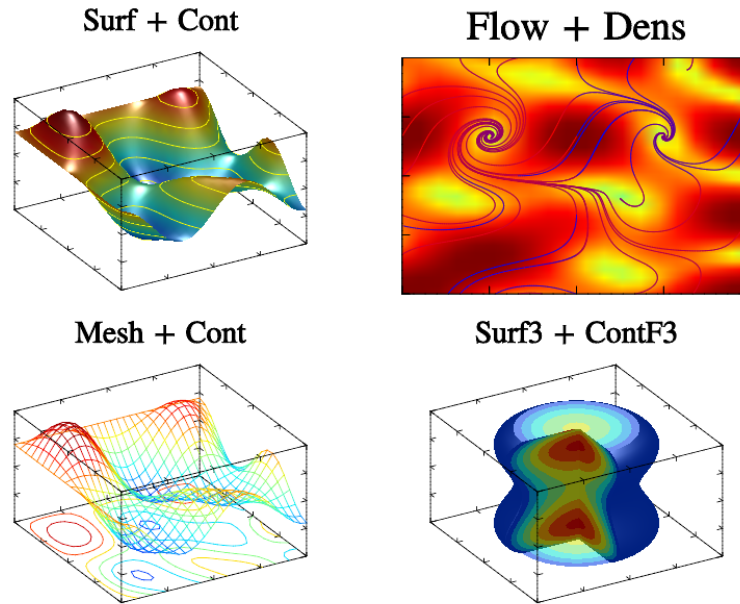 Surf + Cont
Flow + Dens
Mesh + Cont
Surf3 + ContF3